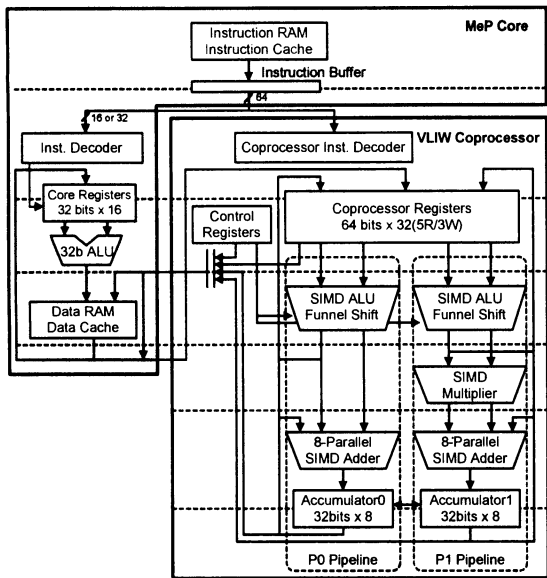 MeP Core
Instruction RAM
Instruction Cache
Instruction Buffer
64
16 or 32
VLIW Coprocessor
Inst. Decoder
Coprocessor Inst. Decoder
Core Registers
32 bits x 16
Control
Registers
Coprocessor Registers
64 bits x 32(5R/3W)
32b ALU
Data RAM
Data Cache
SIMD ALU
Funnel Shift
SIMD ALU
Funnel Shift
SIMD
Multiplier
8-Parallel
SIMD Adder
8-Parallel
SIMD Adder
Accumulator0
32bits x 8
Accumulator1
32bits x 8
P0 Pipeline
P1 Pipeline